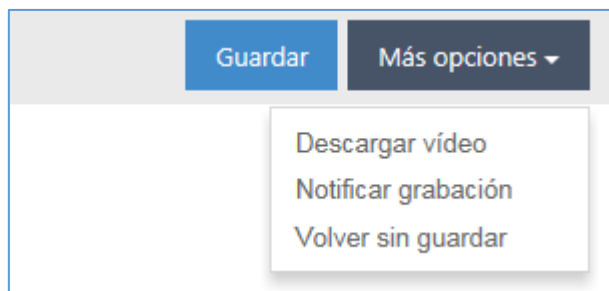 Guardar
Más opciones
Descargar vídeo
Notificar grabación
Volver sin guardar